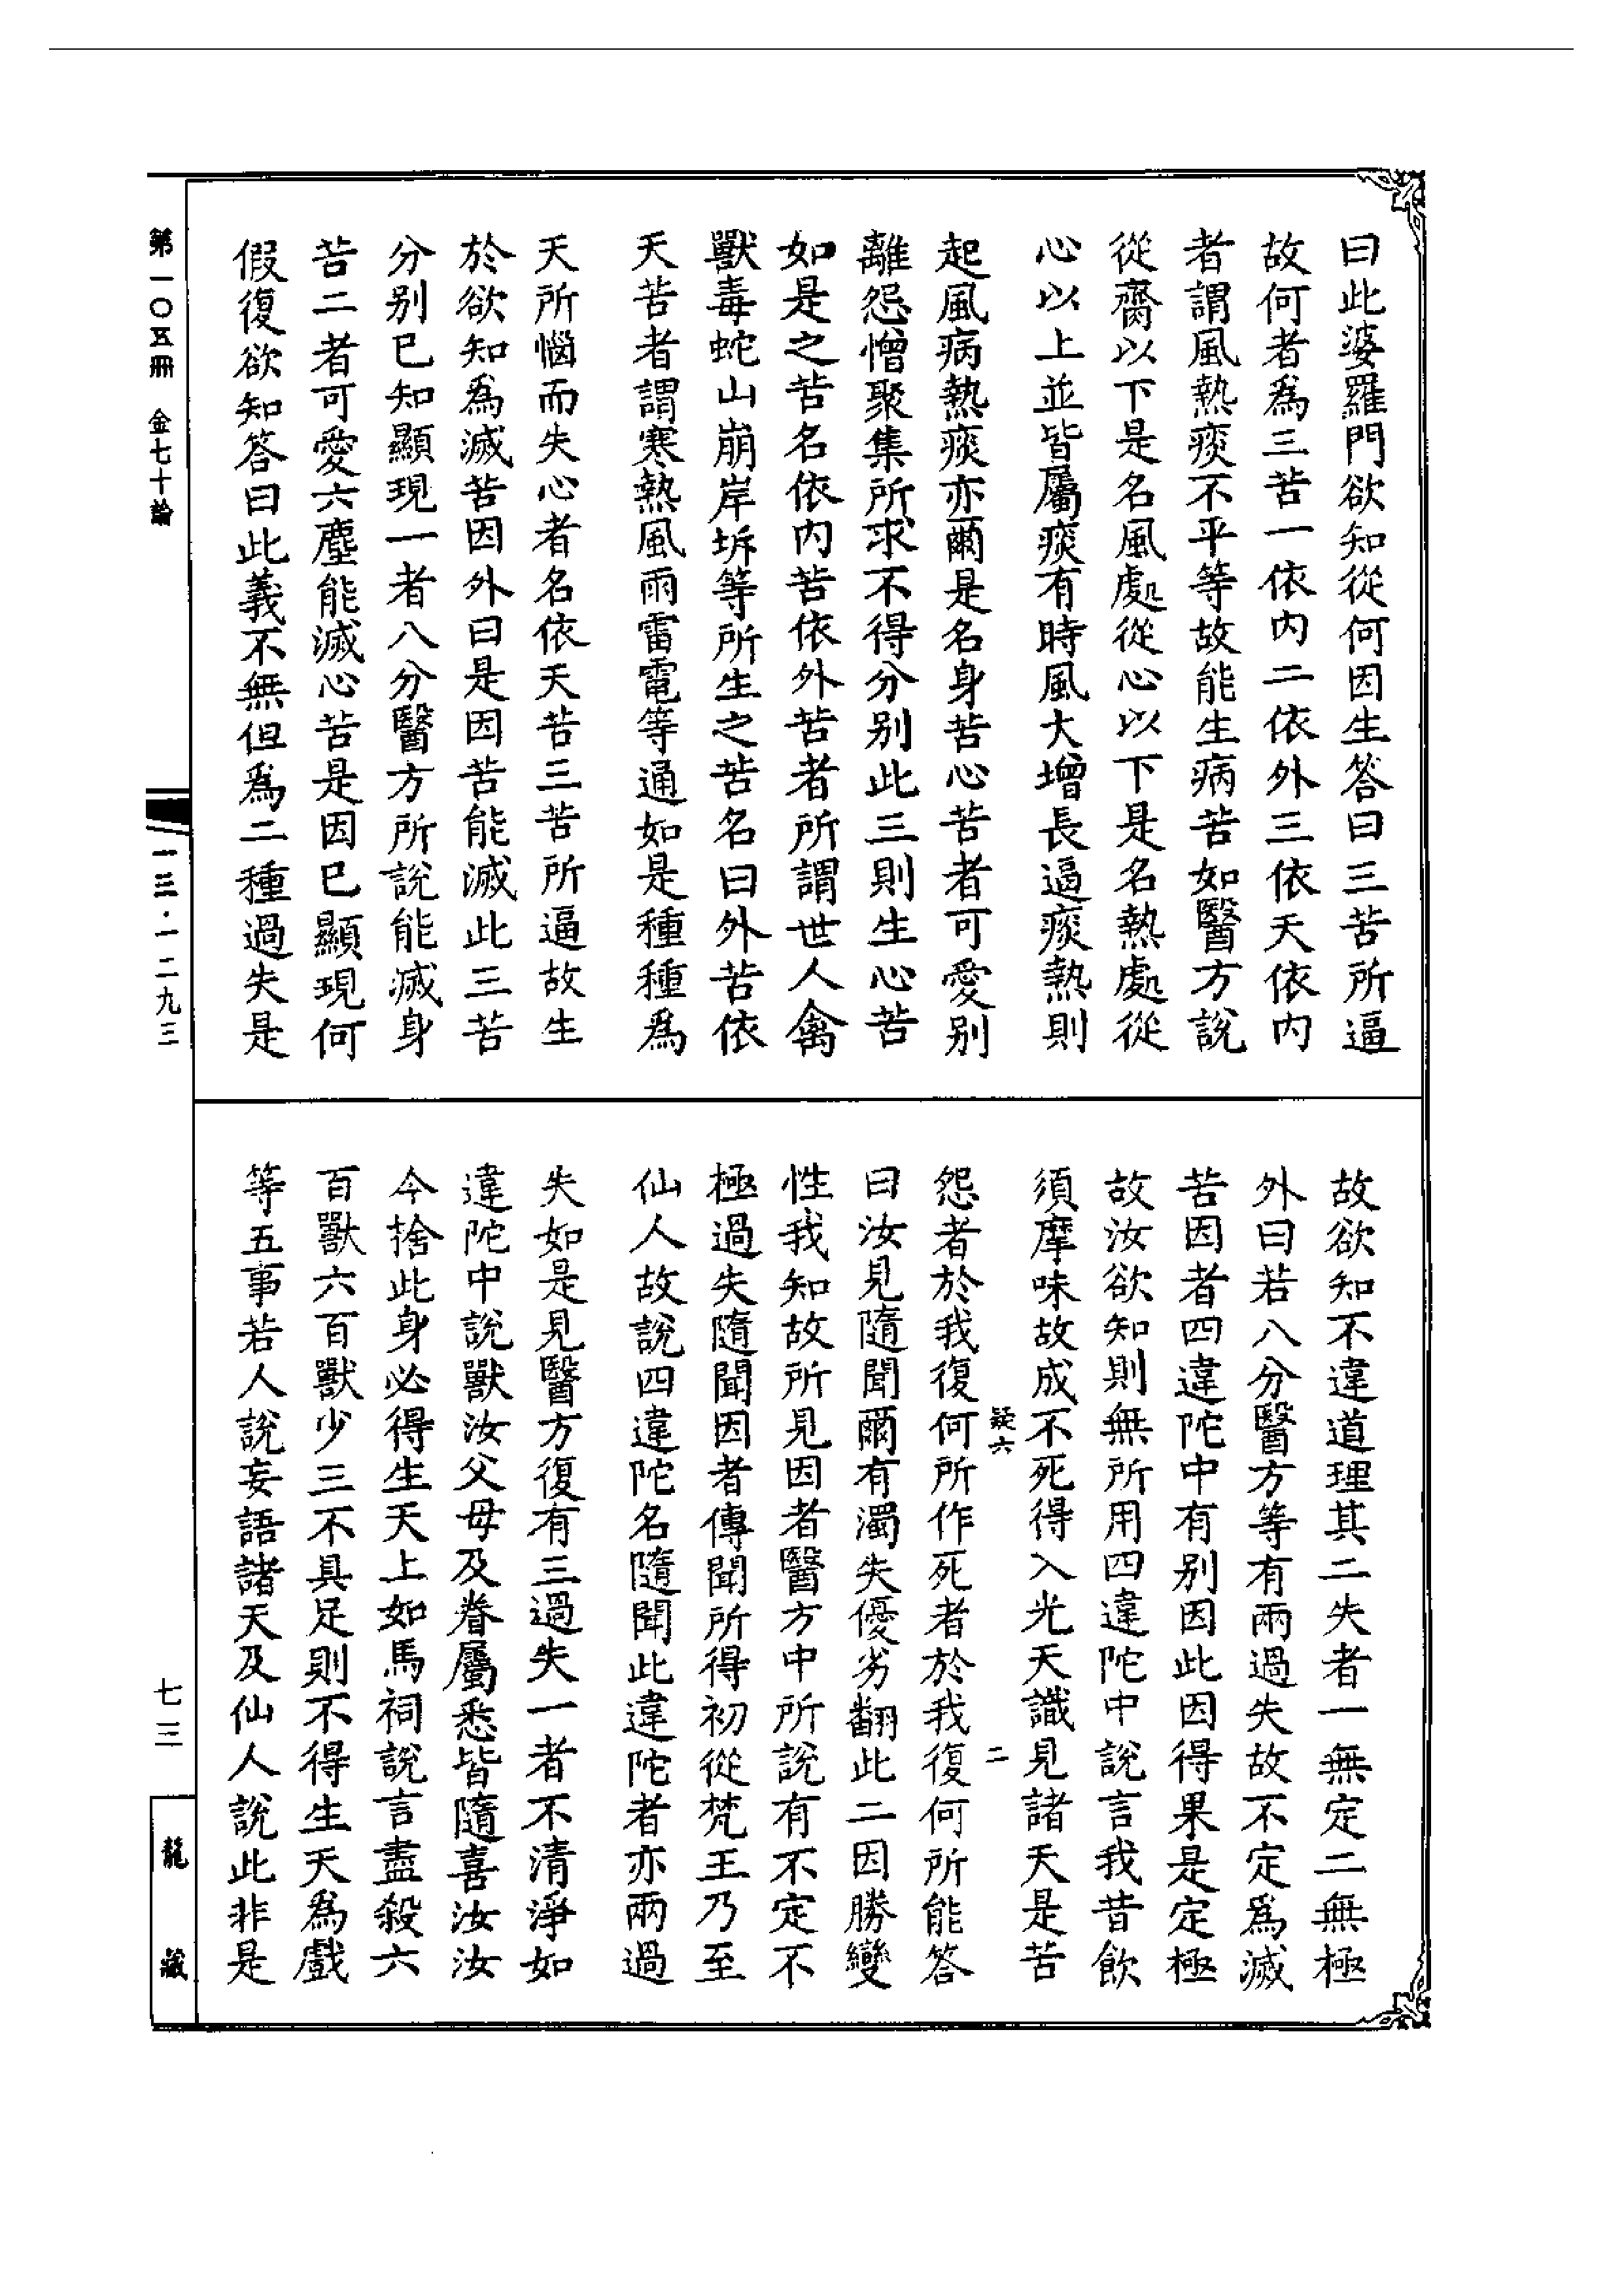 曰此婆羅門欲知從何因生答曰三苦所逼
故何者爲三苦一依内二依外三依天依内
者謂風熱痰不平等故能生病苦如醫方說
從齎以下是名風處從心以下是名熱處從
心以上並皆屬痰有時風大增長逼痰熱則
起風病熱痰亦爾是名身苦心苦者可愛别
離怨憎聚集所求不得分别此三則生心苦
如是之苦名依内苦依外苦者所謂世人禽
獸毒蛇山崩岸坼等所生之苦名曰外苦依
天苦者謂寒熱風雨雷電等通如是種種爲
天所惱而失心者名依天苦三苦所逼故生
於欲知爲滅苦因外曰是因苦能滅此三苦
分别已知顯現一者八分醫方所說能滅身
苦二者可愛六塵能滅心苦是因已顯現何
假復欲知答曰此義不無但爲二種過失是
故欲知不違道理其二失者一無定二無極
外曰若八分醫方等有兩過失故不定爲滅
苦因者四違陀中有别因此因得果是定極
故汝欲知則無所用四違陀中說言我昔飲
須摩味故成不死得入光天識見諸天是苦
疑六 二
怨者於我復何所作死者於我復何所能答
曰汝見隨聞爾有濁失優劣翻此二因勝變
性我知故所見因者醫方中所說有不定不
極過失隨聞因者傳聞所得初從梵王乃至
仙人故說四違陀名隨聞此違陀者亦兩過
失如是見醫方復有三過失一者不清淨如
違陀中說獸汝父母及眷屬悉皆隨喜汝汝
今捨此身必得生天上如馬祠說言盡殺六
百獸六百獸少三不具足則不得生天爲戲
等五事若人說妄語諸天及仙人說此非是
第一〇五冊 金七十論
一三·一二九三
七三
龍藏